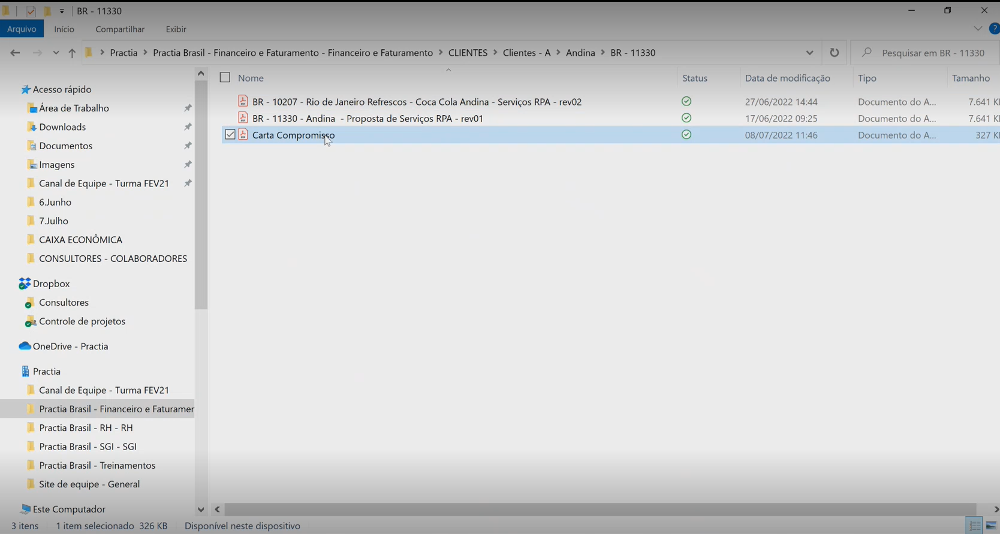 BR - 11330
Arquivo Início Compartilhar Exibir
Practia > Practia Brasil - Financeiro e Faturamento - Financeiro e Faturamento > CLIENTES > Clientes - A > Andina > BR - 11330
Pesquisar em BR - 11330
Nome Status Data de modificação Tipo Tamanho
BR - 10207 - Rio de Janeiro Refrescos - Coca Cola Andina - Serviços RPA - rev02 27/06/2022 14:44 Documento do A... 7.641 K
BR - 11330 - Andina - Proposta de Serviços RPA - rev01 17/06/2022 09:25 Documento do A... 7.641 K
Carta Compromisso 08/07/2022 11:46 Documento do A... 327 K
Acesso rápido
Área de Trabalho
Downloads
Documentos
Imagens
Canal de Equipe - Turma FEV21
6.Junho
7.Julho
CAIXA ECONÔMICA
CONSULTORES - COLABORADORES
Dropbox
Consultores
Controle de projetos
OneDrive - Practia
Practia
Canal de Equipe - Turma FEV21
Practia Brasil - Financeiro e Faturamen
Practia Brasil - RH - RH
Practia Brasil - SGI - SGI
Practia Brasil - Treinamentos
Site de equipe - General
Este Computador
3 itens 1 item selecionado 326 KB Disponível neste dispositivo